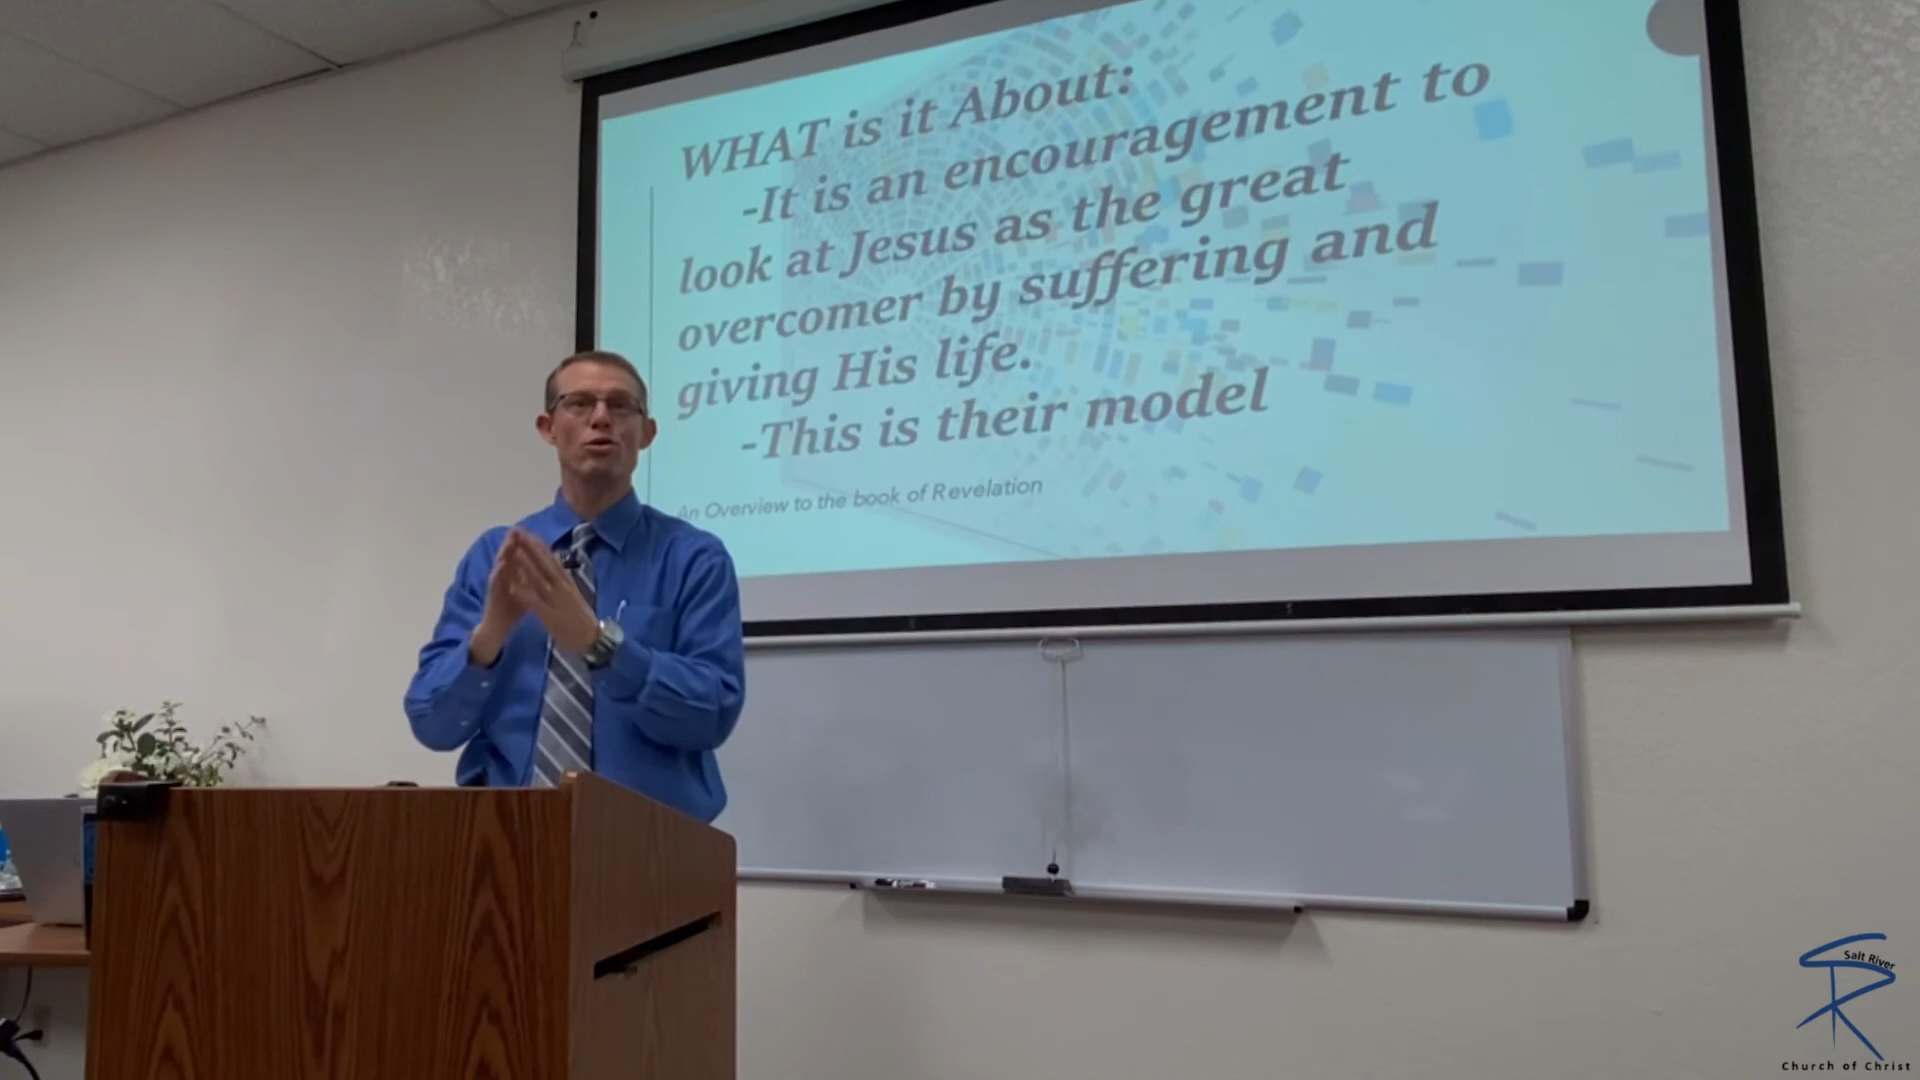 WHAT is it About:
-It is an encouragement to
look at Jesus as the great
overcomer by suffering and
giving His life.
-This is their model
An Overview to the book of Revelation
Salt River
Church of Christ